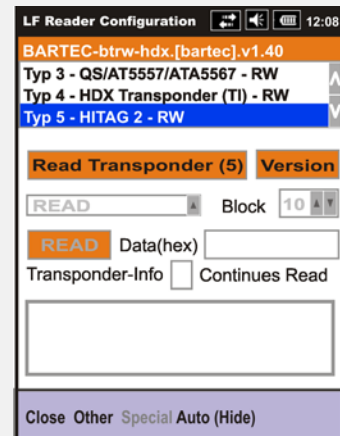 LF Reader Configuration 12:08
BARTEC-btrw-hdx.[bartec].v1.40
Typ 3 - QS/AT5557/ATA5567 - RW
Typ 4 - HDX Transponder (TI) - RW
Typ 5 - HITAG 2 - RW
Read Transponder (5) Version
READ Block 10
READ Data(hex)
Transponder-Info Continues Read
Close Other Special Auto (Hide)